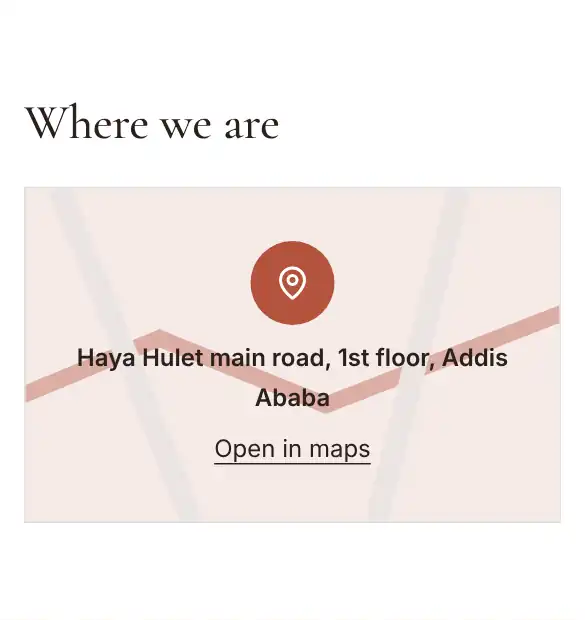 Where we are
Haya Hulet main road, 1st floor, Addis
Ababa
Open in maps